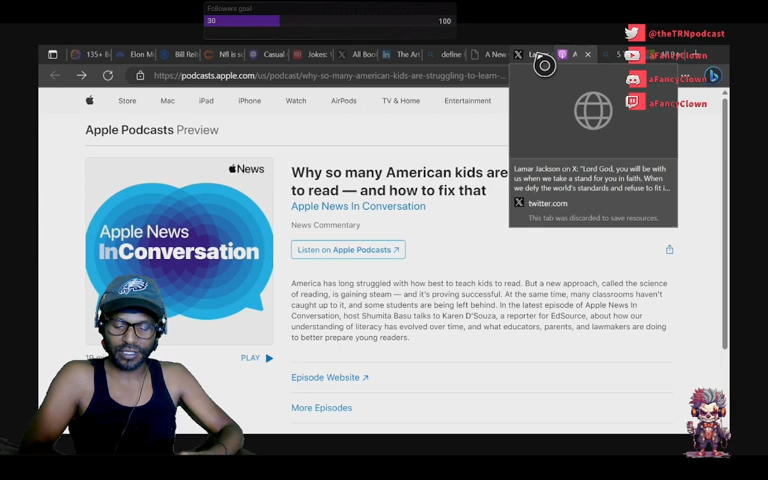 Followers goal
30
100
@theTRNpodcast
aFancyClown
aFancyClown
aFancyClown
135+ B
Elon M
Bill Rei
Nfl is s
Casual
Jokes: 1
All Boo
In The Ar
define
A New
https://podcasts.apple.com/us/podcast/why-so-many-american-kids-are-struggling-to-learn-...
Store
Mac
iPad
iPhone
Watch
AirPods
TV & Home
Entertainment
Apple Podcasts Preview
Lamar Jackson on X: "Lord God, you will be with
us when we take a stand for you in faith. When
we defy the world's standards and refuse to fit i...
twitter.com
This tab was discarded to save resources.
News
Apple News
InConversation
Why so many American kids are
to read — and how to fix that
Apple News In Conversation
News Commentary
Listen on Apple Podcasts ↗
America has long struggled with how best to teach kids to read. But a new approach, called the science
of reading, is gaining steam — and it's proving successful. At the same time, many classrooms haven't
caught up to it, and some students are being left behind. In the latest episode of Apple News In
Conversation, host Shumita Basu talks to Karen D'Souza, a reporter for EdSource, about how our
understanding of literacy has evolved over time, and what educators, parents, and lawmakers are doing
to better prepare young readers.
PLAY
Episode Website ↗
More Episodes